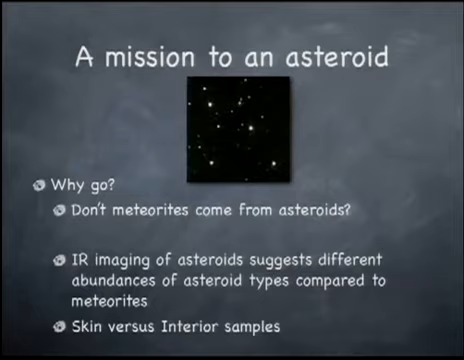 A mission to an asteroid
Why go?
Don't meteorites come from asteroids?
IR imaging of asteroids suggests different
abundances of asteroid types compared to
meteorites
Skin versus Interior samples